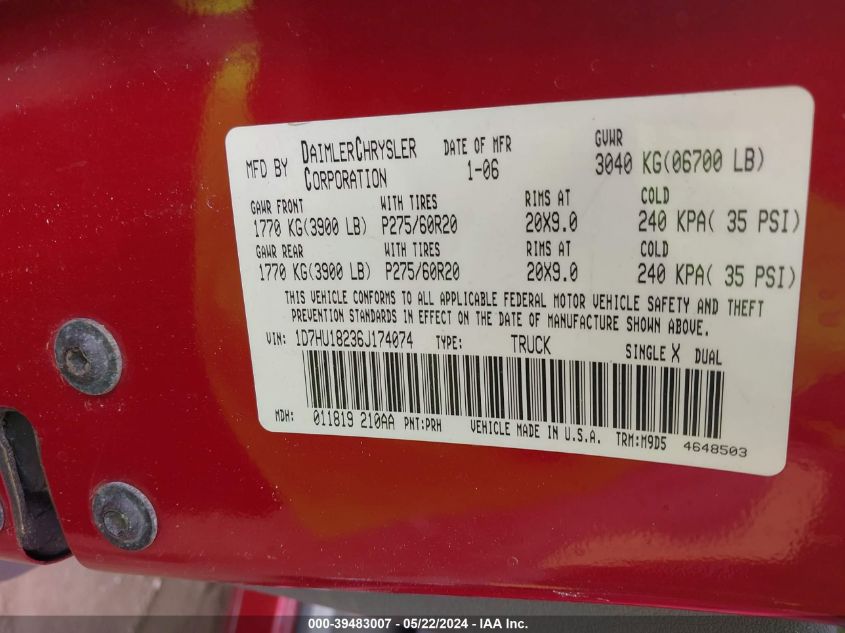 MFD BY DAIMLERCHRYSLER CORPORATION DATE OF MFR 1-06 GVWR 3040 KG(06700 LB)
GAWR FRONT WITH TIRES RIMS AT COLD
1770 KG(3900 LB) P275/60R20 20X9.0 240 KPA( 35 PSI)
GAWR REAR WITH TIRES RIMS AT COLD
1770 KG(3900 LB) P275/60R20 20X9.0 240 KPA( 35 PSI)
THIS VEHICLE CONFORMS TO ALL APPLICABLE FEDERAL MOTOR VEHICLE SAFETY AND THEFT
PREVENTION STANDARDS IN EFFECT ON THE DATE OF MANUFACTURE SHOWN ABOVE.
VIN: 1D7HU18236J174074 TYPE: TRUCK SINGLE X DUAL
MDH: 011819 210AA PNT:PRH VEHICLE MADE IN U.S.A. TRM:M9D5 4648503
000-39483007 - 05/22/2024 - IAA Inc.